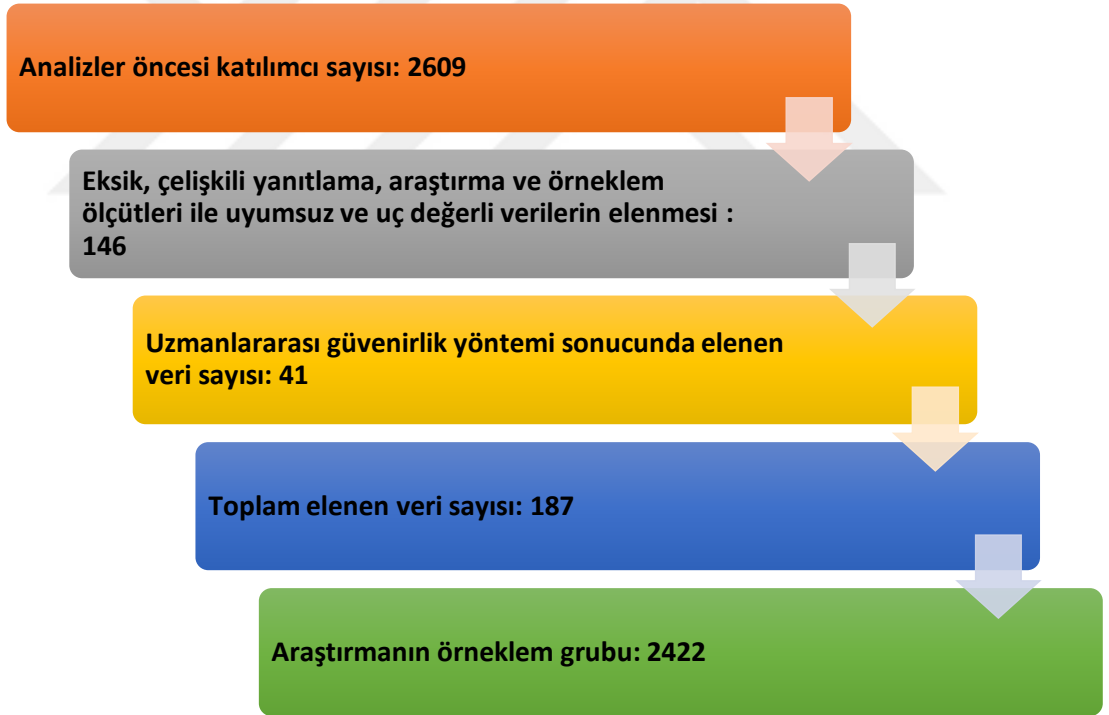 Analizler öncesi katılımcı sayısı: 2609
Eksik, çelişkili yanıtlama, araştırma ve örneklem
ölçütleri ile uyumsuz ve uç değerli verilerin elenmesi :
146
Uzmanlararası güvenirlik yöntemi sonucunda elenen
veri sayısı: 41
Toplam elenen veri sayısı: 187
Araştırmanın örneklem grubu: 2422